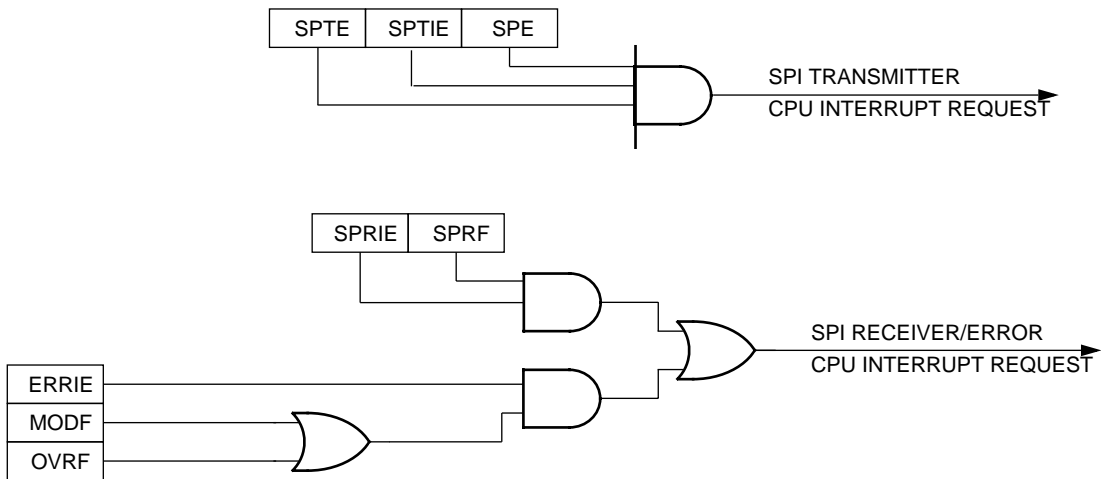 SPTE SPTIE SPE
SPI TRANSMITTER
CPU INTERRUPT REQUEST
SPRIE SPRF
SPI RECEIVER/ERROR
CPU INTERRUPT REQUEST
ERRIE
MODF
OVRF